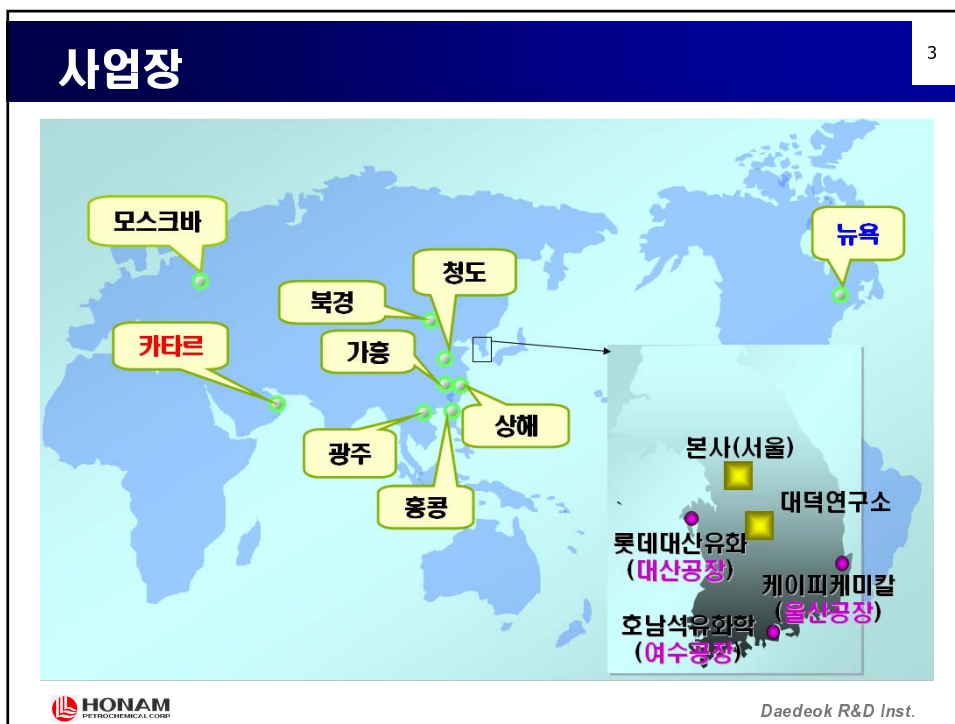 사업장
3
모스크바
뉴욕
청도
북경
카타르
가흥
상해
광주
홍콩
본사(서울)
대덕연구소
롯데대산유화
(대산공장)
케이피케미칼
(울산공장)
호남석유화학
(여수공장)
HONAM
PETROCHEMICAL CORP.
Daedeok R&D Inst.